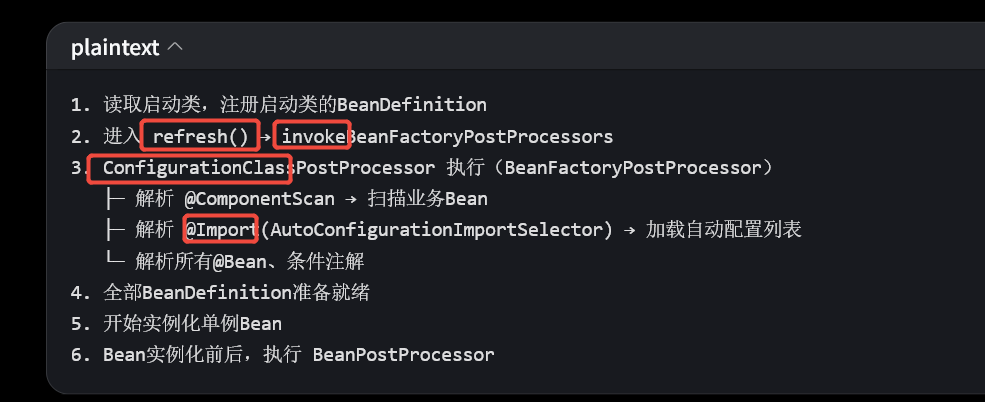 plaintext
1. 读取启动类，注册启动类的BeanDefinition
2. 进入 refresh() → invokeBeanFactoryPostProcessors
3. ConfigurationClassPostProcessor 执行（BeanFactoryPostProcessor）
├─ 解析 @ComponentScan → 扫描业务Bean
├─ 解析 @Import(AutoConfigurationImportSelector) → 加载自动配置列表
└─ 解析所有@Bean、条件注解
4. 全部BeanDefinition准备就绪
5. 开始实例化单例Bean
6. Bean实例化前后，执行 BeanPostProcessor